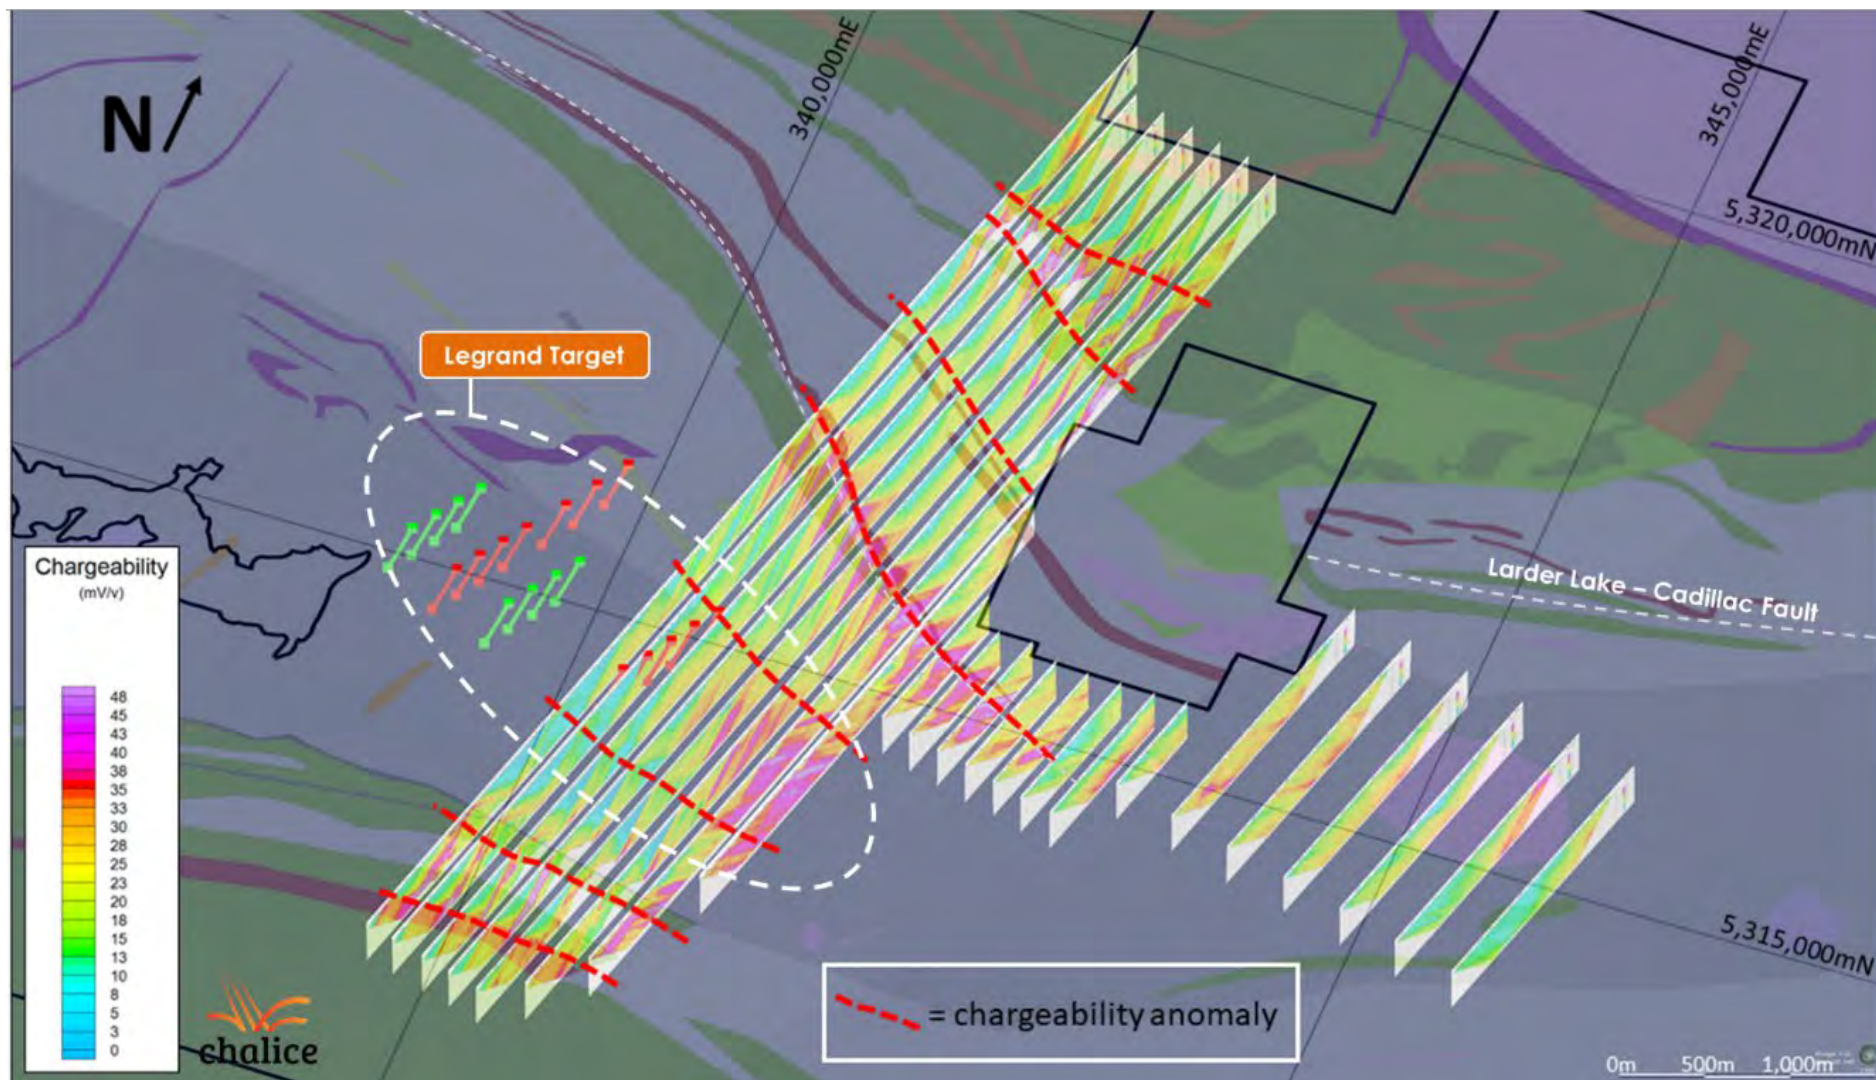 N
340,000mE
345,000mE
5,320,000mN
Legrand Target
Larder Lake – Cadillac Fault
Chargeability
(mV/v)
48
45
43
40
38
35
33
30
28
25
23
20
18
15
13
10
8
5
3
0
5,315,000mN
chalice
= chargeability anomaly
0m 500m 1,000m